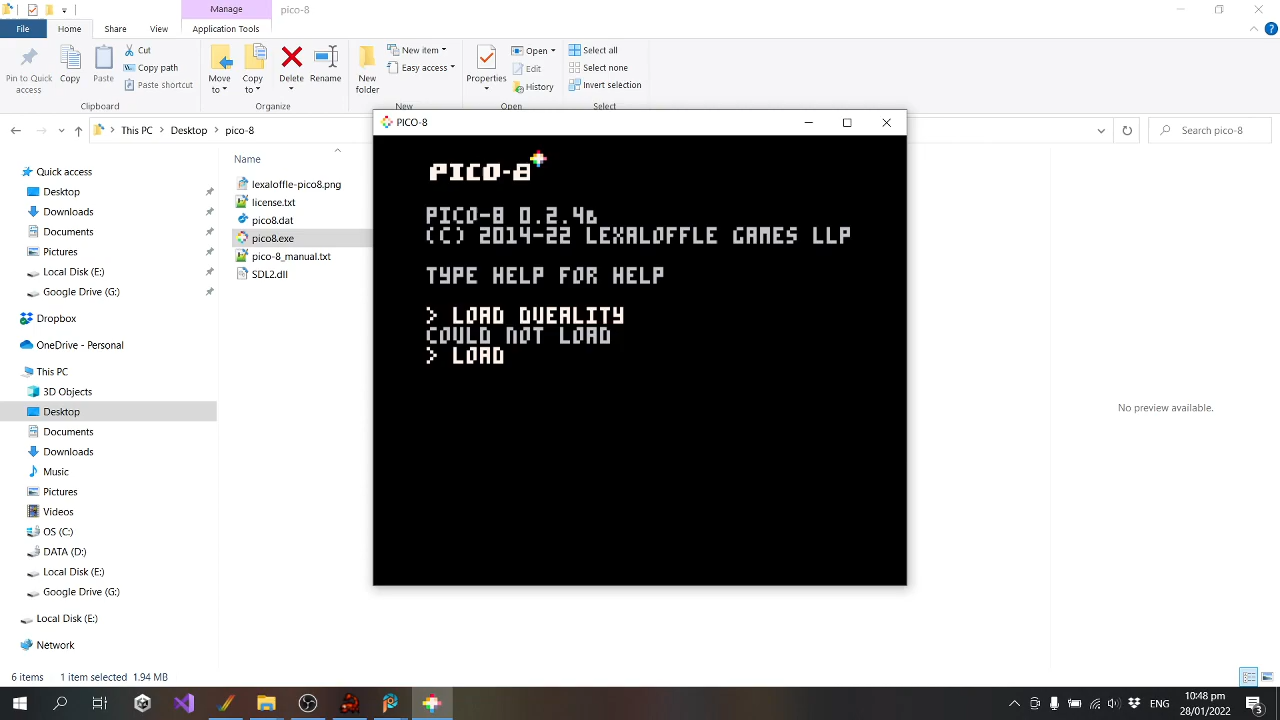 Manage
pico-8
File
Home
Share
View
Application Tools
Pin to Quick access
Copy
Paste
Cut
Copy path
Paste shortcut
Clipboard
Move to
Copy to
Delete
Rename
Organize
New folder
New item
Easy access
New
Properties
Open
Edit
History
Open
Select all
Select none
Invert selection
Select
This PC
Desktop
pico-8
Search pico-8
Name
Quick access
Desktop
Downloads
Documents
Pictures
Local Disk (E:)
Google Drive (G:)
Dropbox
OneDrive - Personal
This PC
3D Objects
Desktop
Documents
Downloads
Music
Pictures
Videos
OS (C:)
DATA (D:)
Local Disk (E:)
Google Drive (G:)
Local Disk (E:)
Network
lexaloffle-pico8.png
license.txt
pico8.dat
pico8.exe
pico-8_manual.txt
SDL2.dll
PICO-8
PICO-8
PICO-8 0.2.4B
(C) 2014-22 LEXALOFFLE GAMES LLP
TYPE HELP FOR HELP
> LOAD DVEALITY
COULD NOT LOAD
> LOAD
No preview available.
6 items
1 item selected 1.94 MB
ENG
10:48 pm
28/01/2022
3